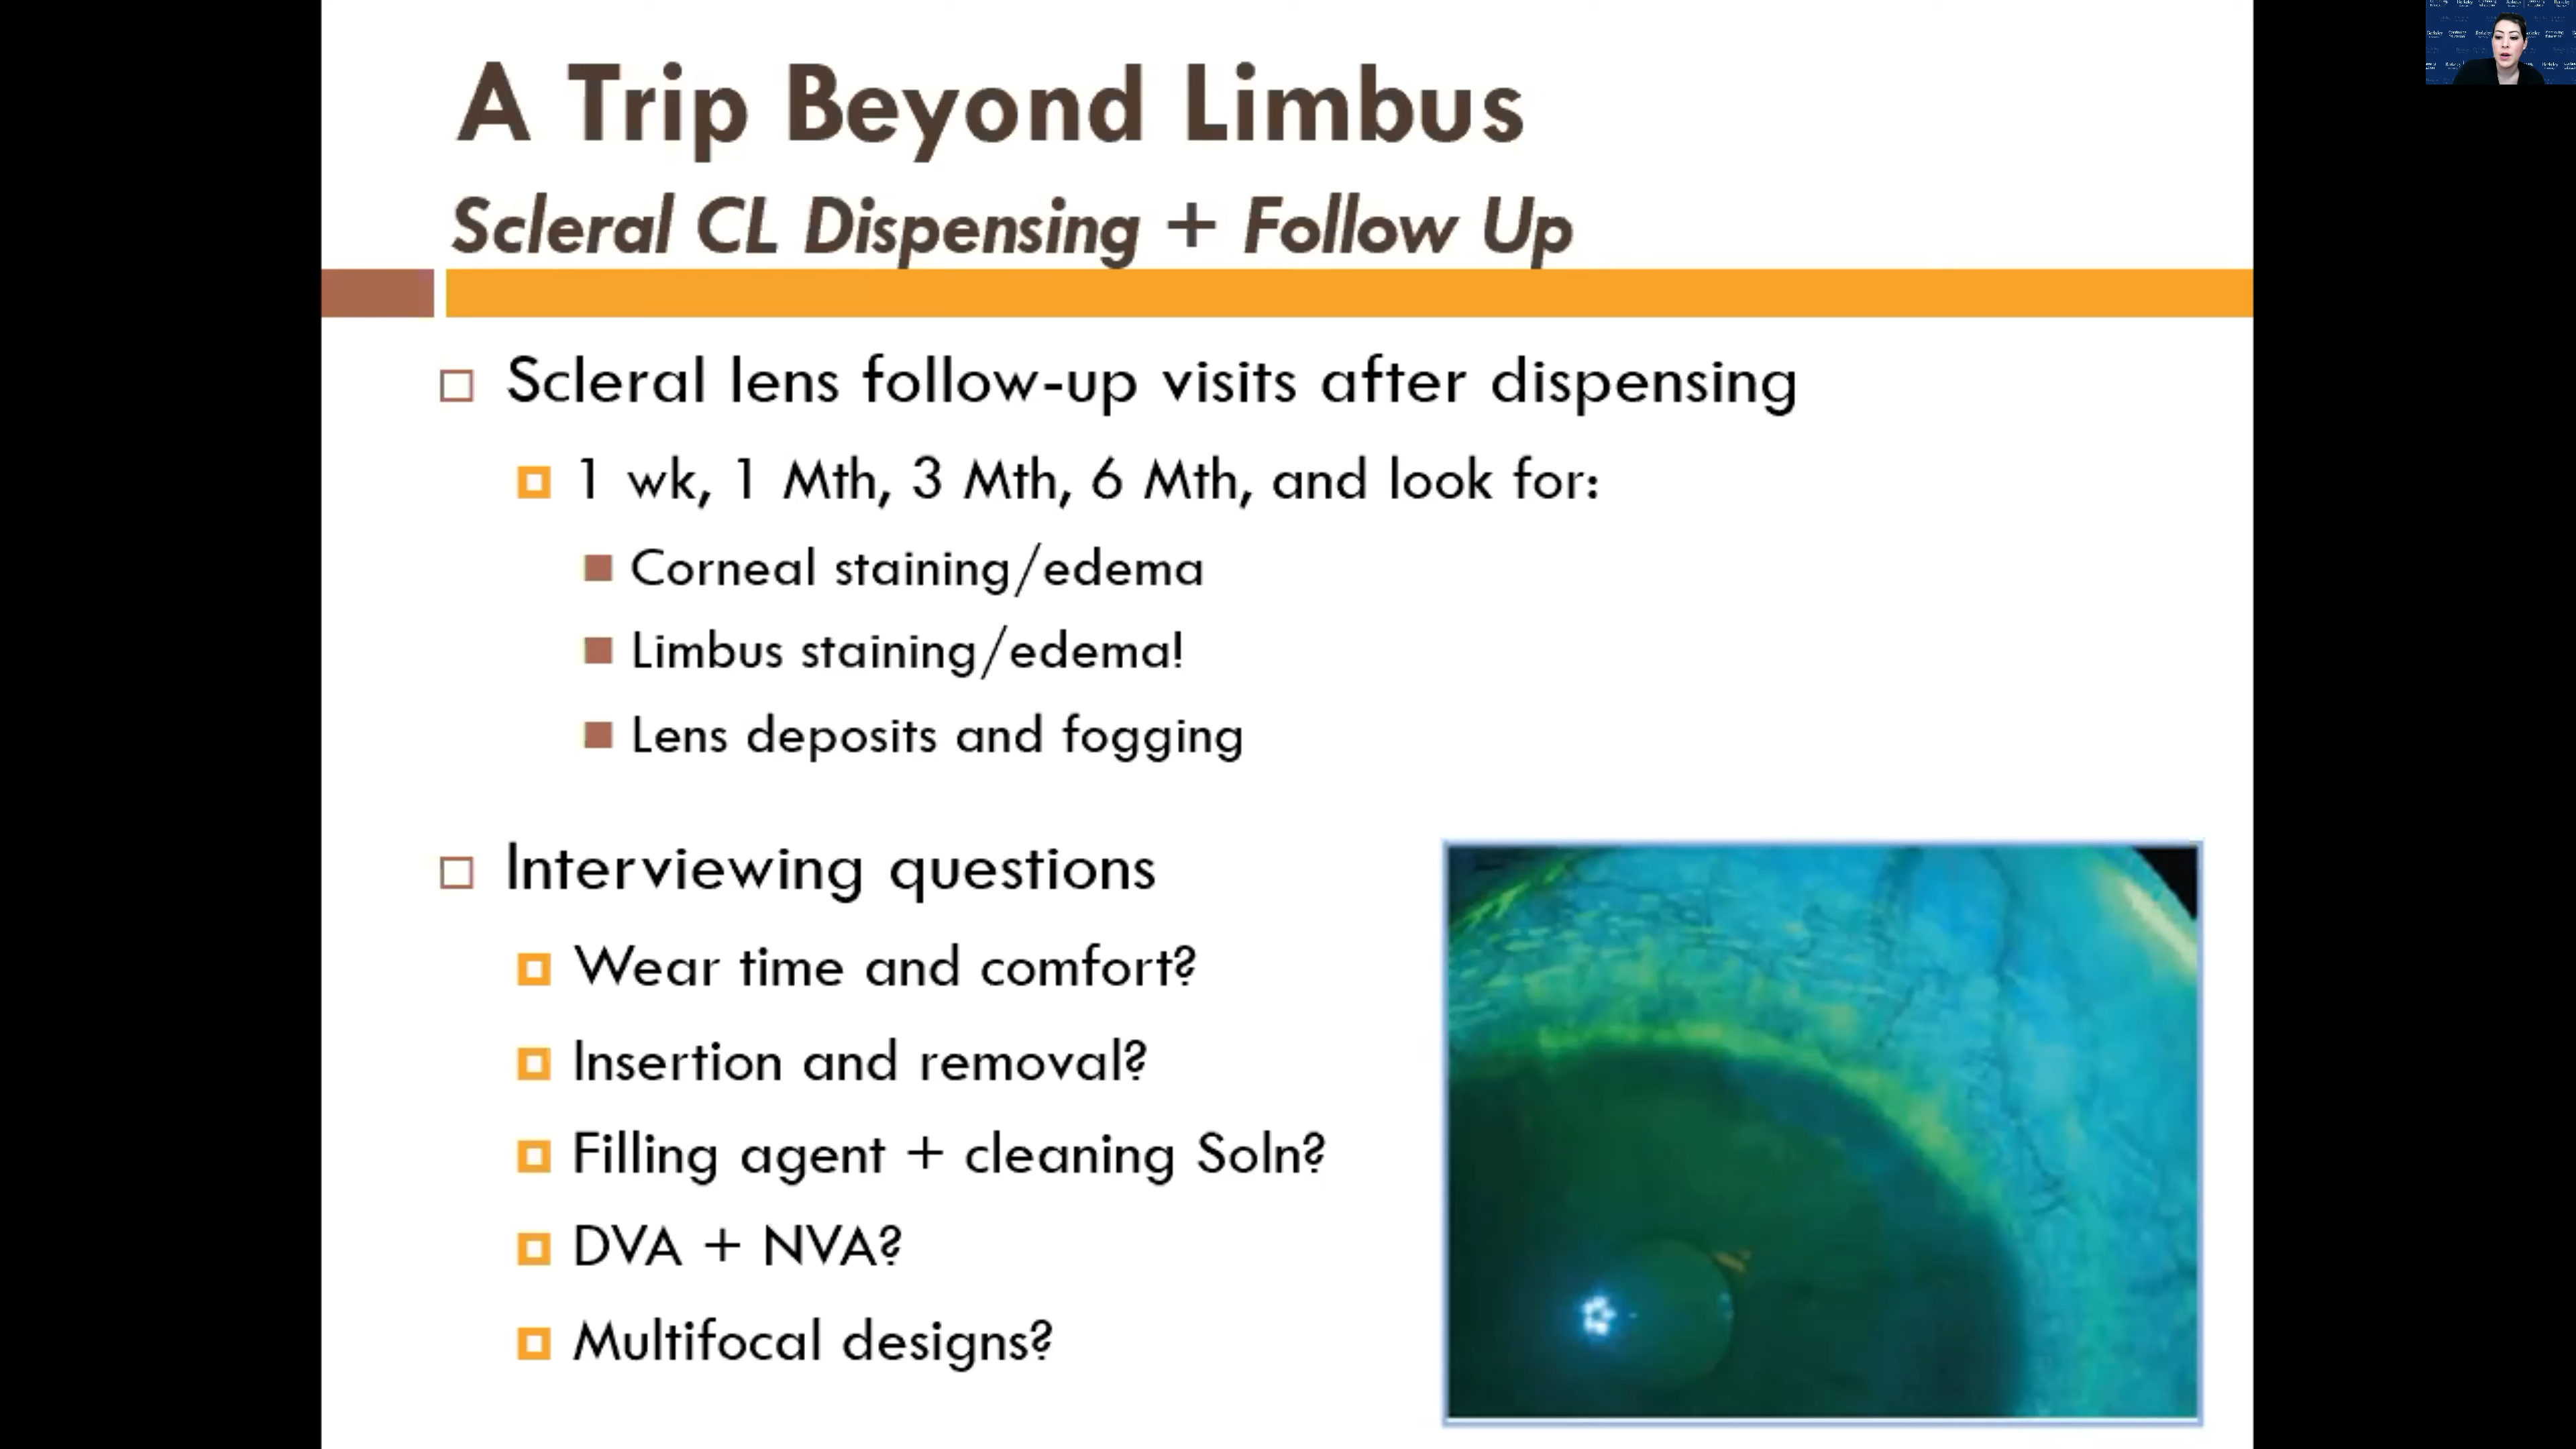 A Trip Beyond Limbus
Scleral CL Dispensing + Follow Up
Scleral lens follow-up visits after dispensing
1 wk, 1 Mth, 3 Mth, 6 Mth, and look for:
Corneal staining/edema
Limbus staining/edema!
Lens deposits and fogging
Interviewing questions
Wear time and comfort?
Insertion and removal?
Filling agent + cleaning Soln?
DVA + NVA?
Multifocal designs?